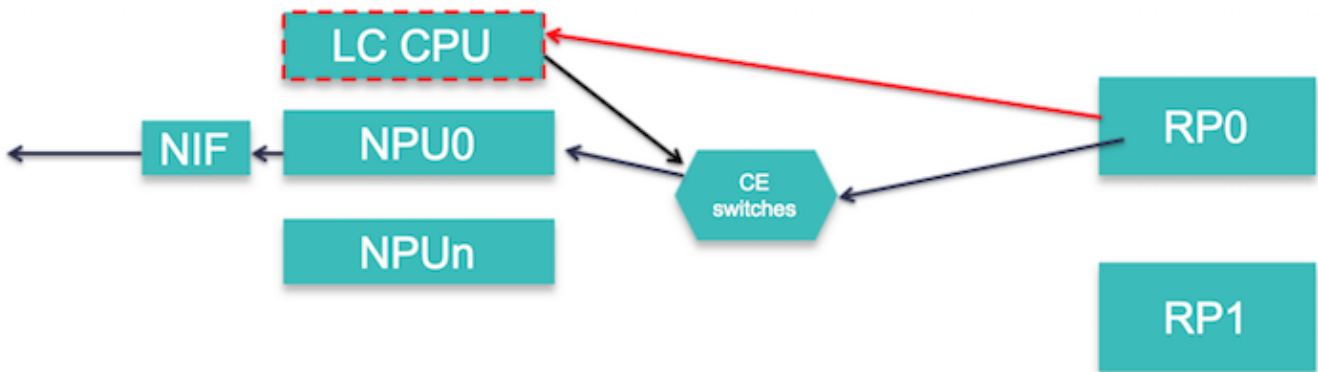 LC CPU
NIF
NPU0
NPUn
CE
switches
RP0
RP1